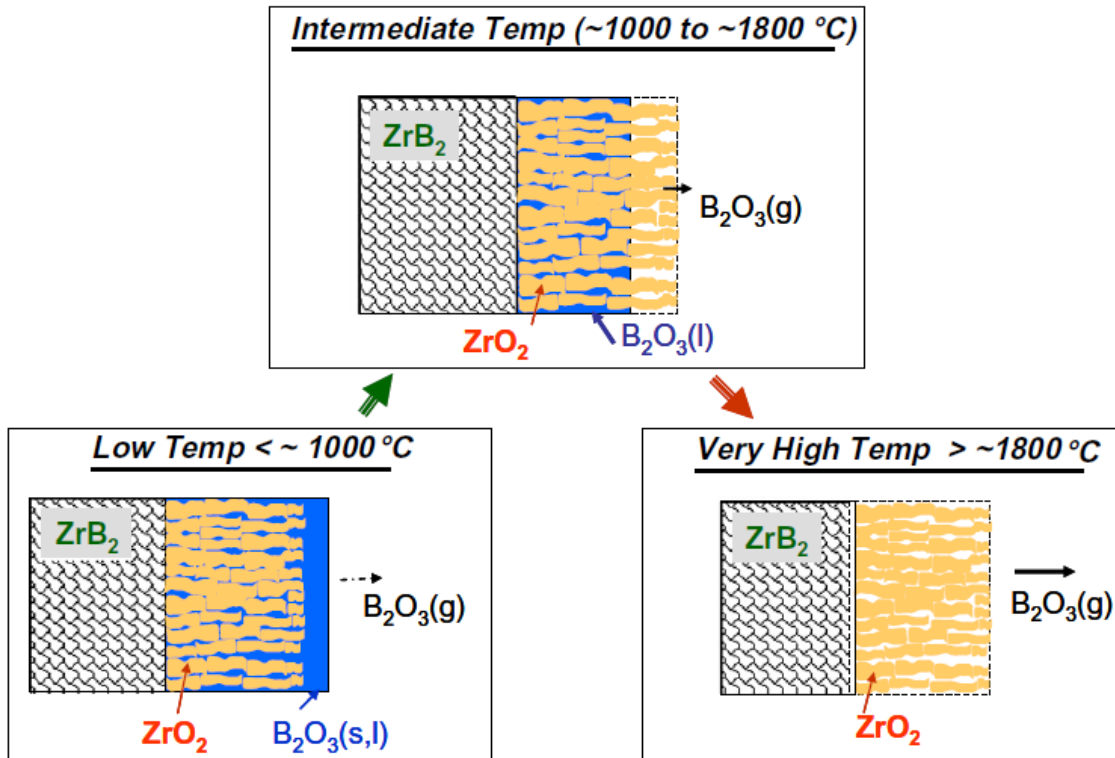 Intermediate Temp (~1000 to ~1800 °C)
ZrB₂
B₂O₃(g)
ZrO₂
B₂O₃(l)
Low Temp < ~ 1000 °C
ZrB₂
B₂O₃(g)
ZrO₂
B₂O₃(s,l)
Very High Temp > ~1800 °C
ZrB₂
B₂O₃(g)
ZrO₂